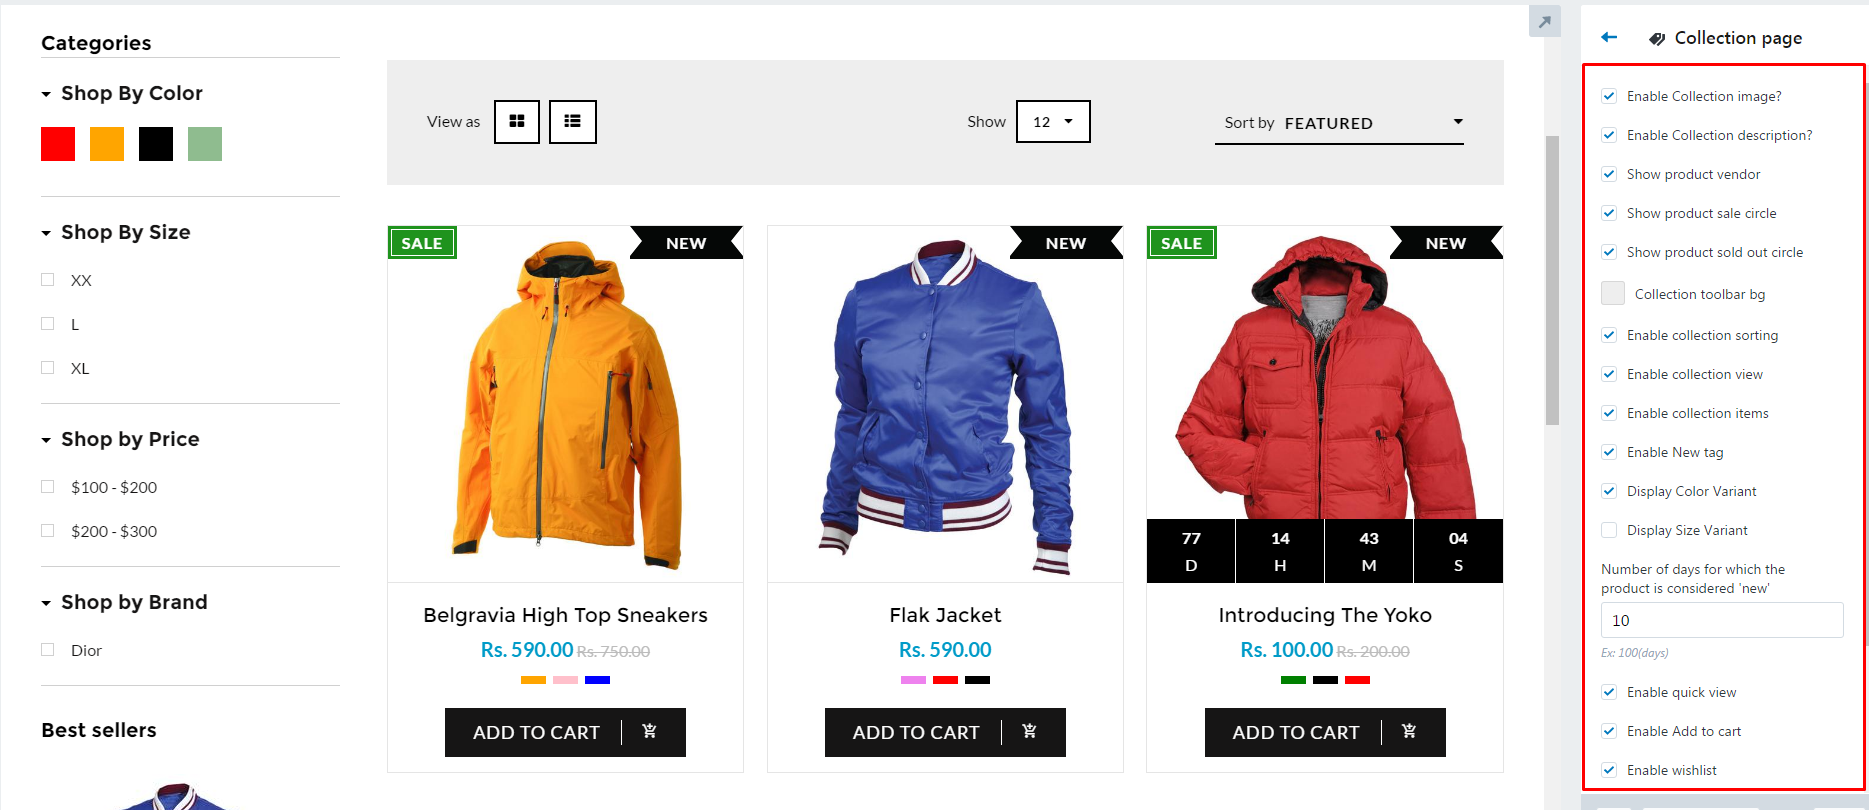 Categories
Shop By Color
Shop By Size
XX
L
XL
Shop by Price
$100 - $200
$200 - $300
Shop by Brand
Dior
Best sellers
View as
Show 12
Sort by FEATURED
SALE
NEW
Belgravia High Top Sneakers
Rs. 590.00 Rs. 750.00
ADD TO CART
NEW
Flak Jacket
Rs. 590.00
ADD TO CART
SALE
NEW
77 14 43 04
D H M S
Introducing The Yoko
Rs. 100.00 Rs. 200.00
ADD TO CART
Collection page
Enable Collection image?
Enable Collection description?
Show product vendor
Show product sale circle
Show product sold out circle
Collection toolbar bg
Enable collection sorting
Enable collection view
Enable collection items
Enable New tag
Display Color Variant
Display Size Variant
Number of days for which the
product is considered 'new'
10
Ex: 100(days)
Enable quick view
Enable Add to cart
Enable wishlist